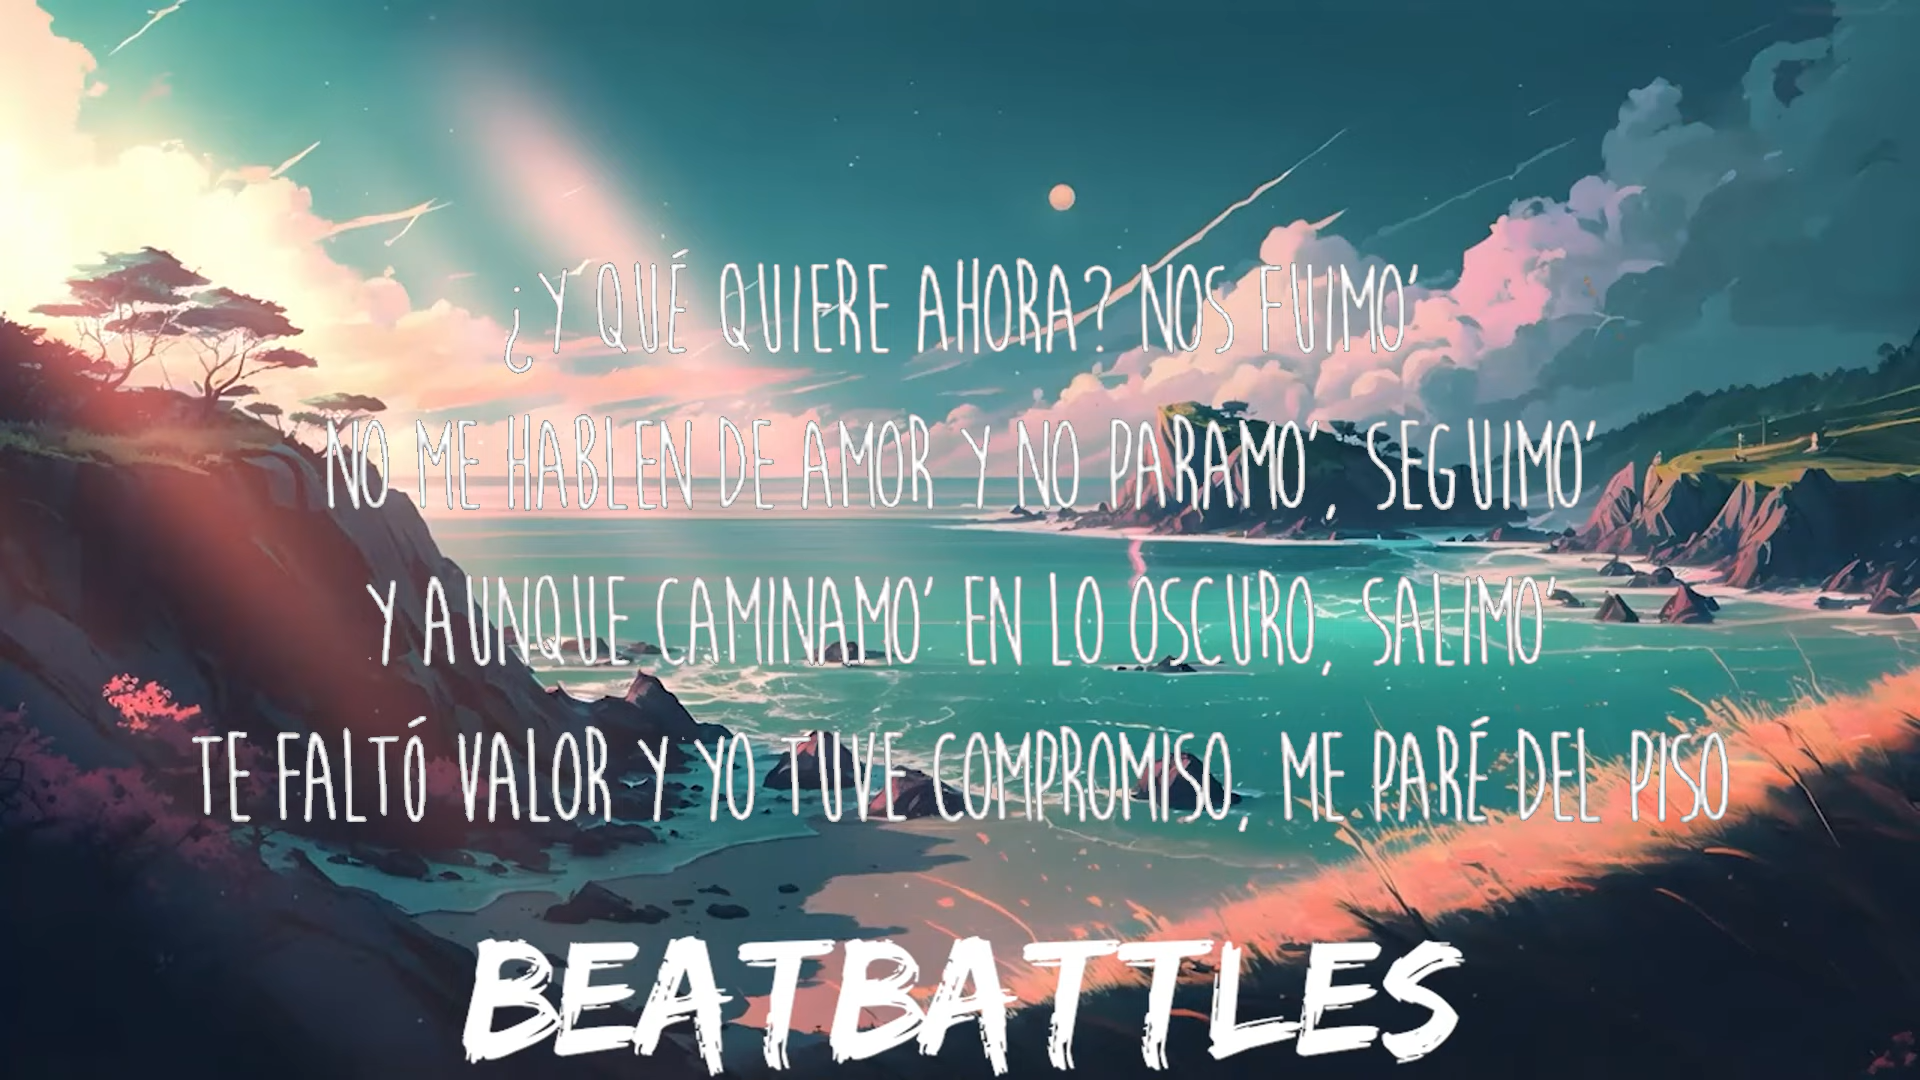 ¿Y QUÉ QUIERE AHORA? NOS FUIMO'
NO ME HABLEN DE AMOR Y NO PARAMO', SEGUIMO'
Y AUNQUE CAMINAMO' EN LO OSCURO, SALIMO'
TE FALTÓ VALOR Y YO TUVE COMPROMISO, ME PARÉ DEL PISO
BEATBATTLES